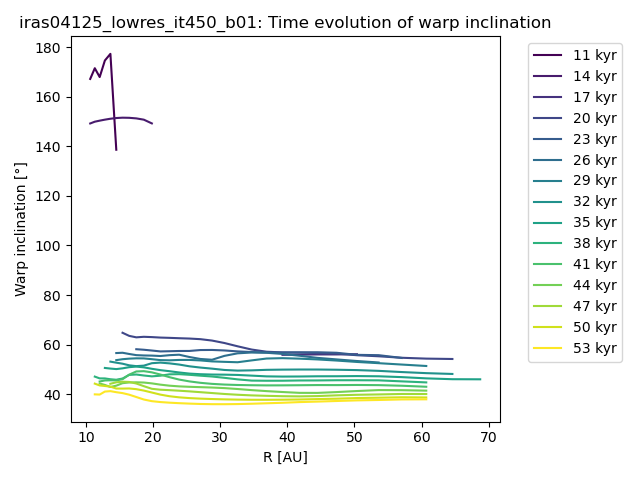 iras04125_lowres_it450_b01: Time evolution of warp inclination
180
160
140
120
100
80
60
40
Warp inclination [°]
10 20 30 40 50 60 70
R [AU]
11 kyr
14 kyr
17 kyr
20 kyr
23 kyr
26 kyr
29 kyr
32 kyr
35 kyr
38 kyr
41 kyr
44 kyr
47 kyr
50 kyr
53 kyr